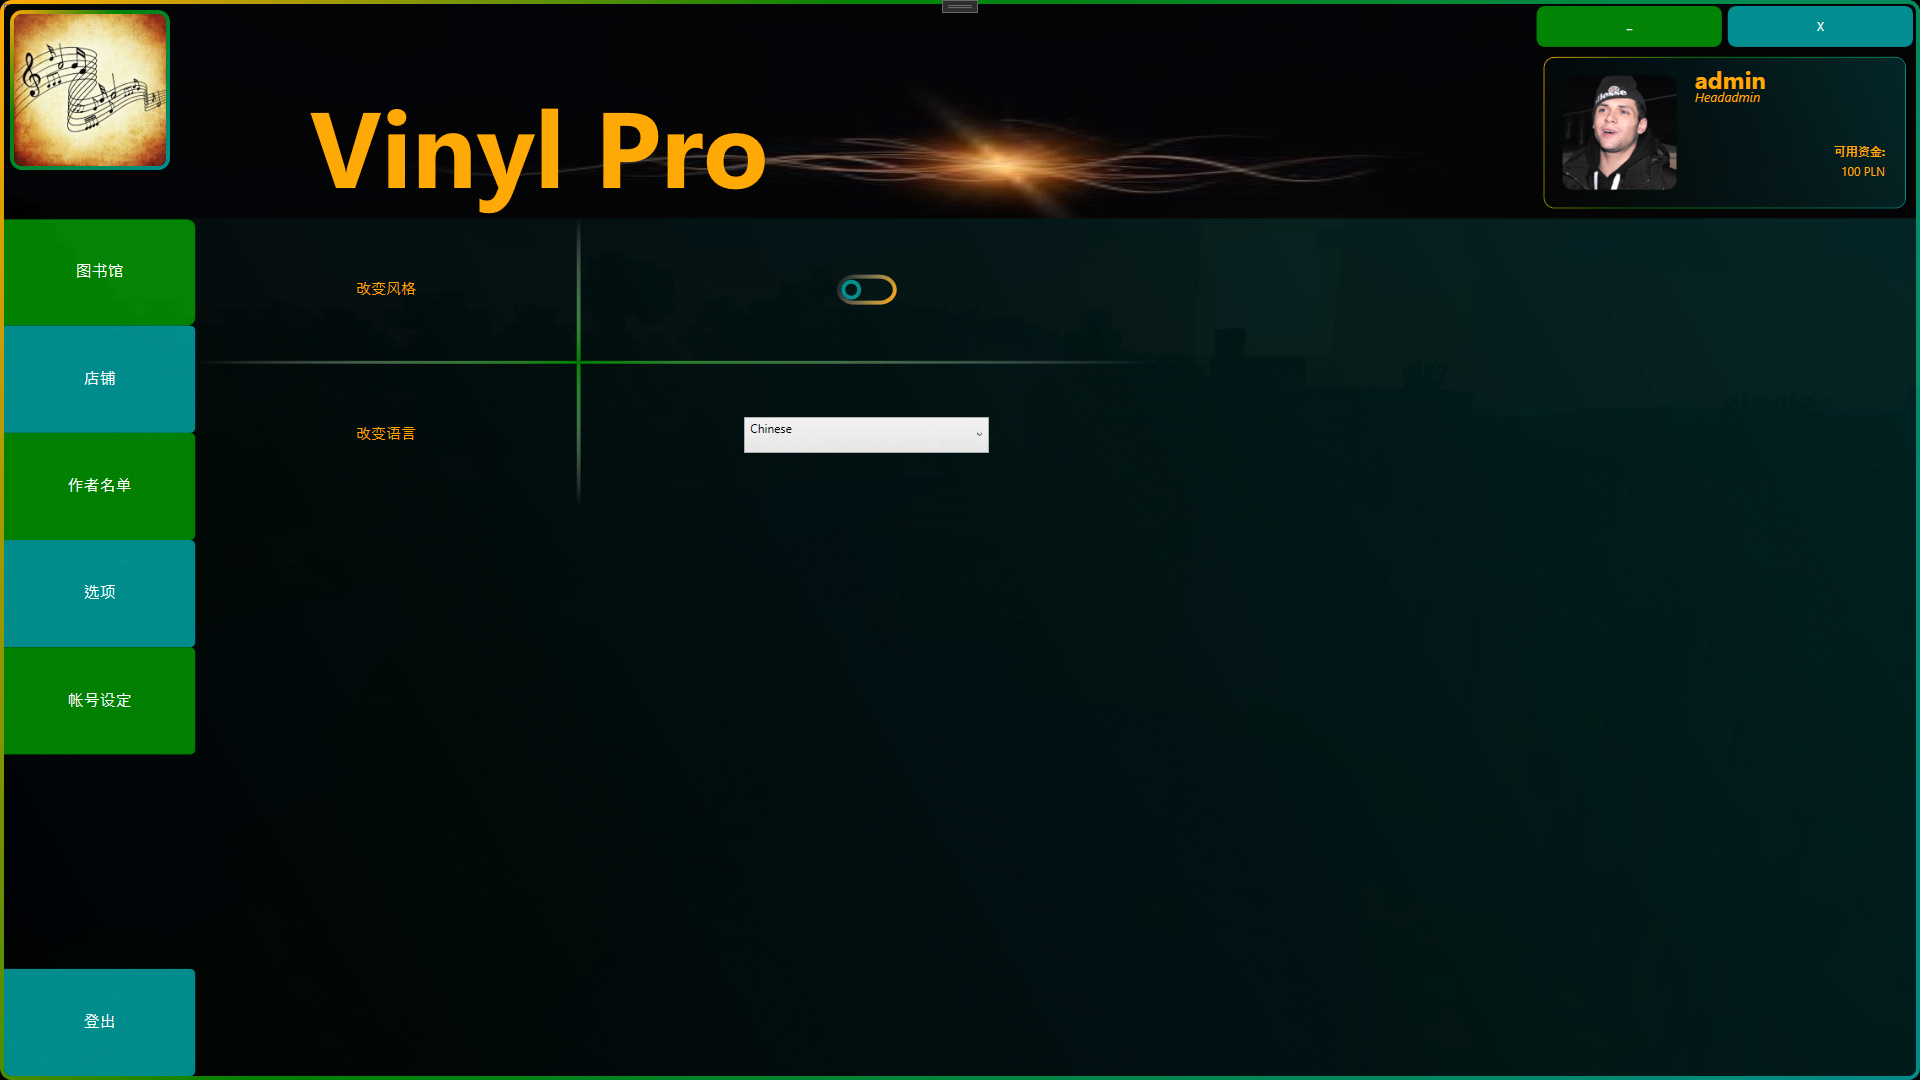 _
X
Vinyl Pro
admin
Headadmin
可用资金:
100 PLN
图书馆
店铺
作者名单
选项
帐号设定
登出
改变风格
改变语言
Chinese